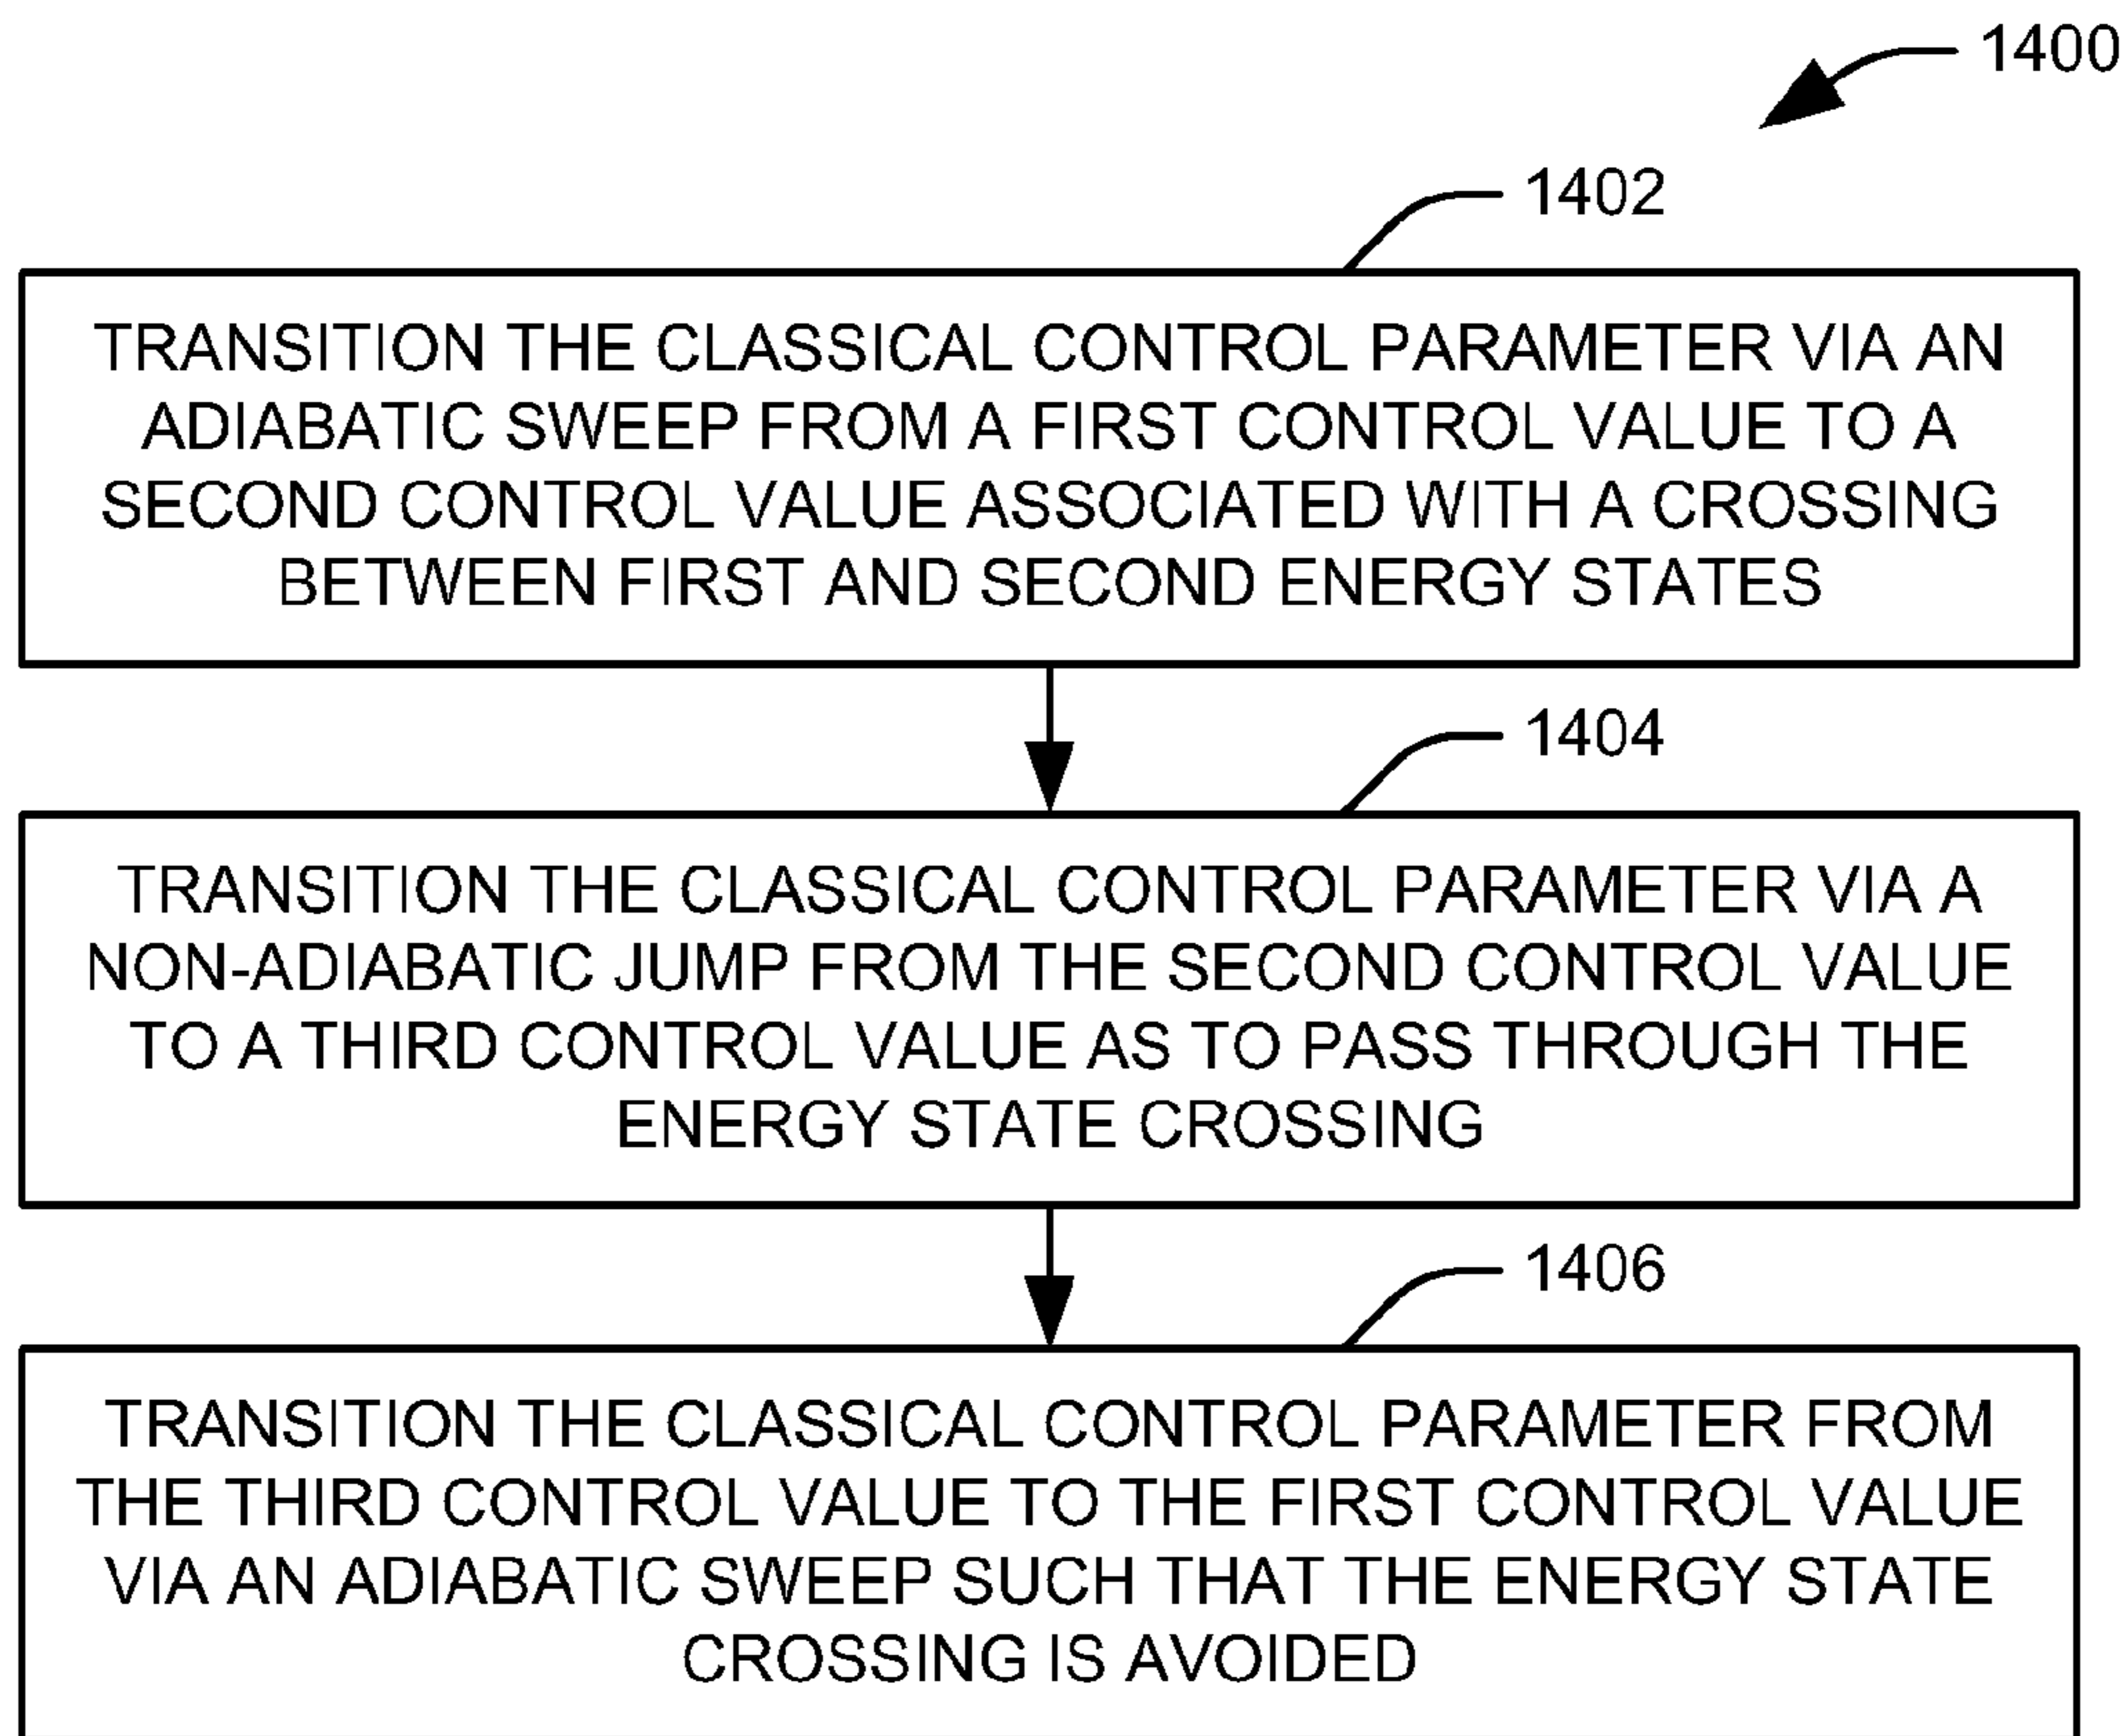 1400
1402
TRANSITION THE CLASSICAL CONTROL PARAMETER VIA AN
ADIABATIC SWEEP FROM A FIRST CONTROL VALUE TO A
SECOND CONTROL VALUE ASSOCIATED WITH A CROSSING
BETWEEN FIRST AND SECOND ENERGY STATES
1404
TRANSITION THE CLASSICAL CONTROL PARAMETER VIA A
NON-ADIABATIC JUMP FROM THE SECOND CONTROL VALUE
TO A THIRD CONTROL VALUE AS TO PASS THROUGH THE
ENERGY STATE CROSSING
1406
TRANSITION THE CLASSICAL CONTROL PARAMETER FROM
THE THIRD CONTROL VALUE TO THE FIRST CONTROL VALUE
VIA AN ADIABATIC SWEEP SUCH THAT THE ENERGY STATE
CROSSING IS AVOIDED